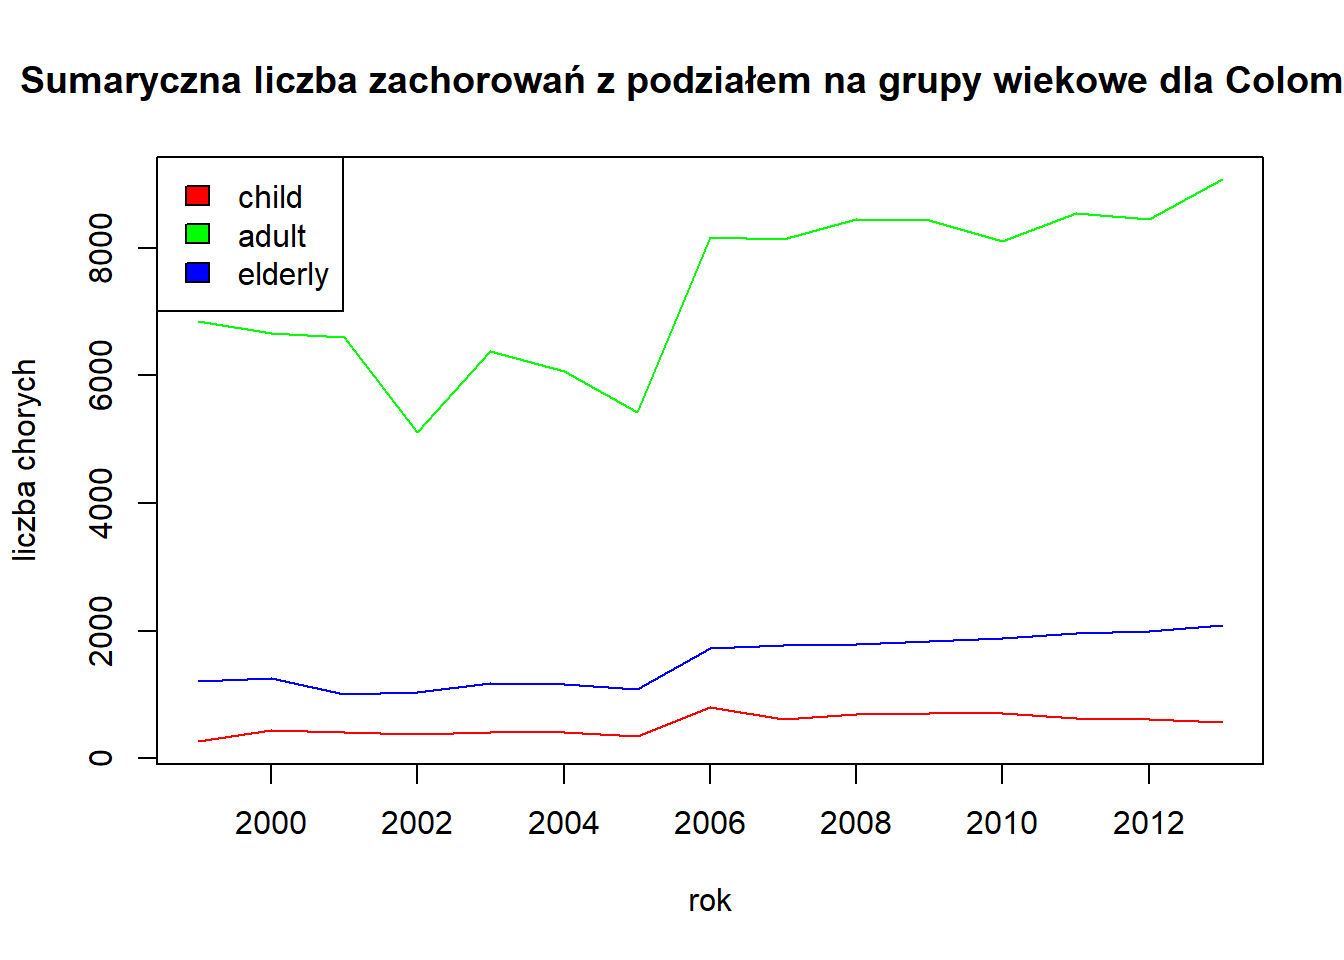 Sumaryczna liczba zachorowań z podziałem na grupy wiekowe dla Colom
child
adult
elderly
liczba chorych
8000
6000
4000
2000
0
2000 2002 2004 2006 2008 2010 2012
rok